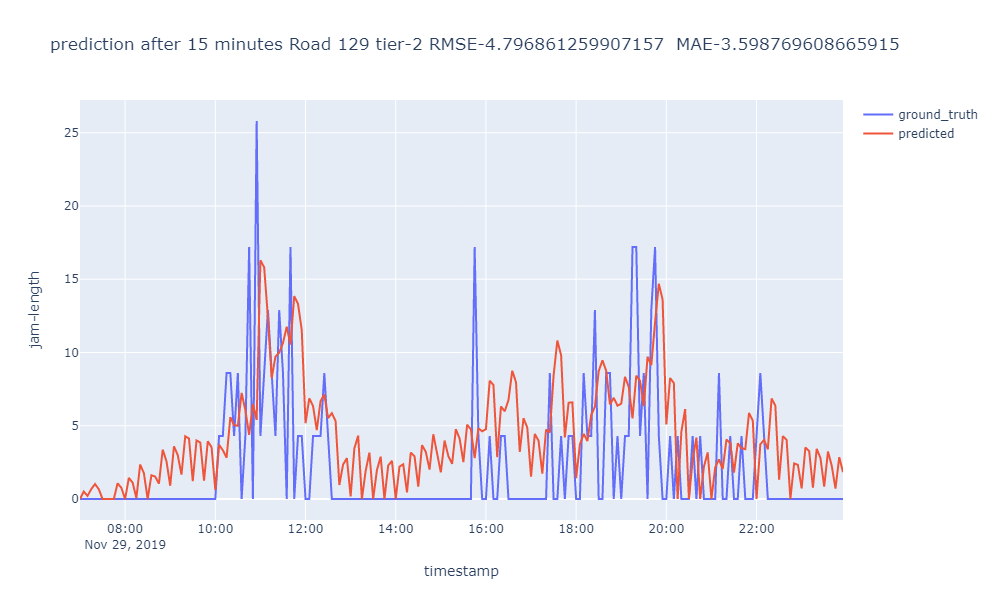 prediction after 15 minutes Road 129 tier-2 RMSE-4.796861259907157  MAE-3.598769608665915
ground_truth
predicted
25
20
15
10
5
0
jam-length
08:00 10:00 12:00 14:00 16:00 18:00 20:00 22:00
Nov 29, 2019
timestamp